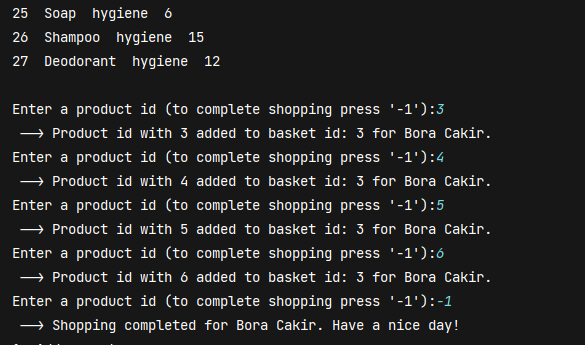 25  Soap  hygiene  6
26  Shampoo  hygiene  15
27  Deodorant  hygiene  12
Enter a product id (to complete shopping press '-1'):3
——> Product id with 3 added to basket id: 3 for Bora Cakir.
Enter a product id (to complete shopping press '-1'):4
——> Product id with 4 added to basket id: 3 for Bora Cakir.
Enter a product id (to complete shopping press '-1'):5
——> Product id with 5 added to basket id: 3 for Bora Cakir.
Enter a product id (to complete shopping press '-1'):6
——> Product id with 6 added to basket id: 3 for Bora Cakir.
Enter a product id (to complete shopping press '-1'):-1
——> Shopping completed for Bora Cakir. Have a nice day!